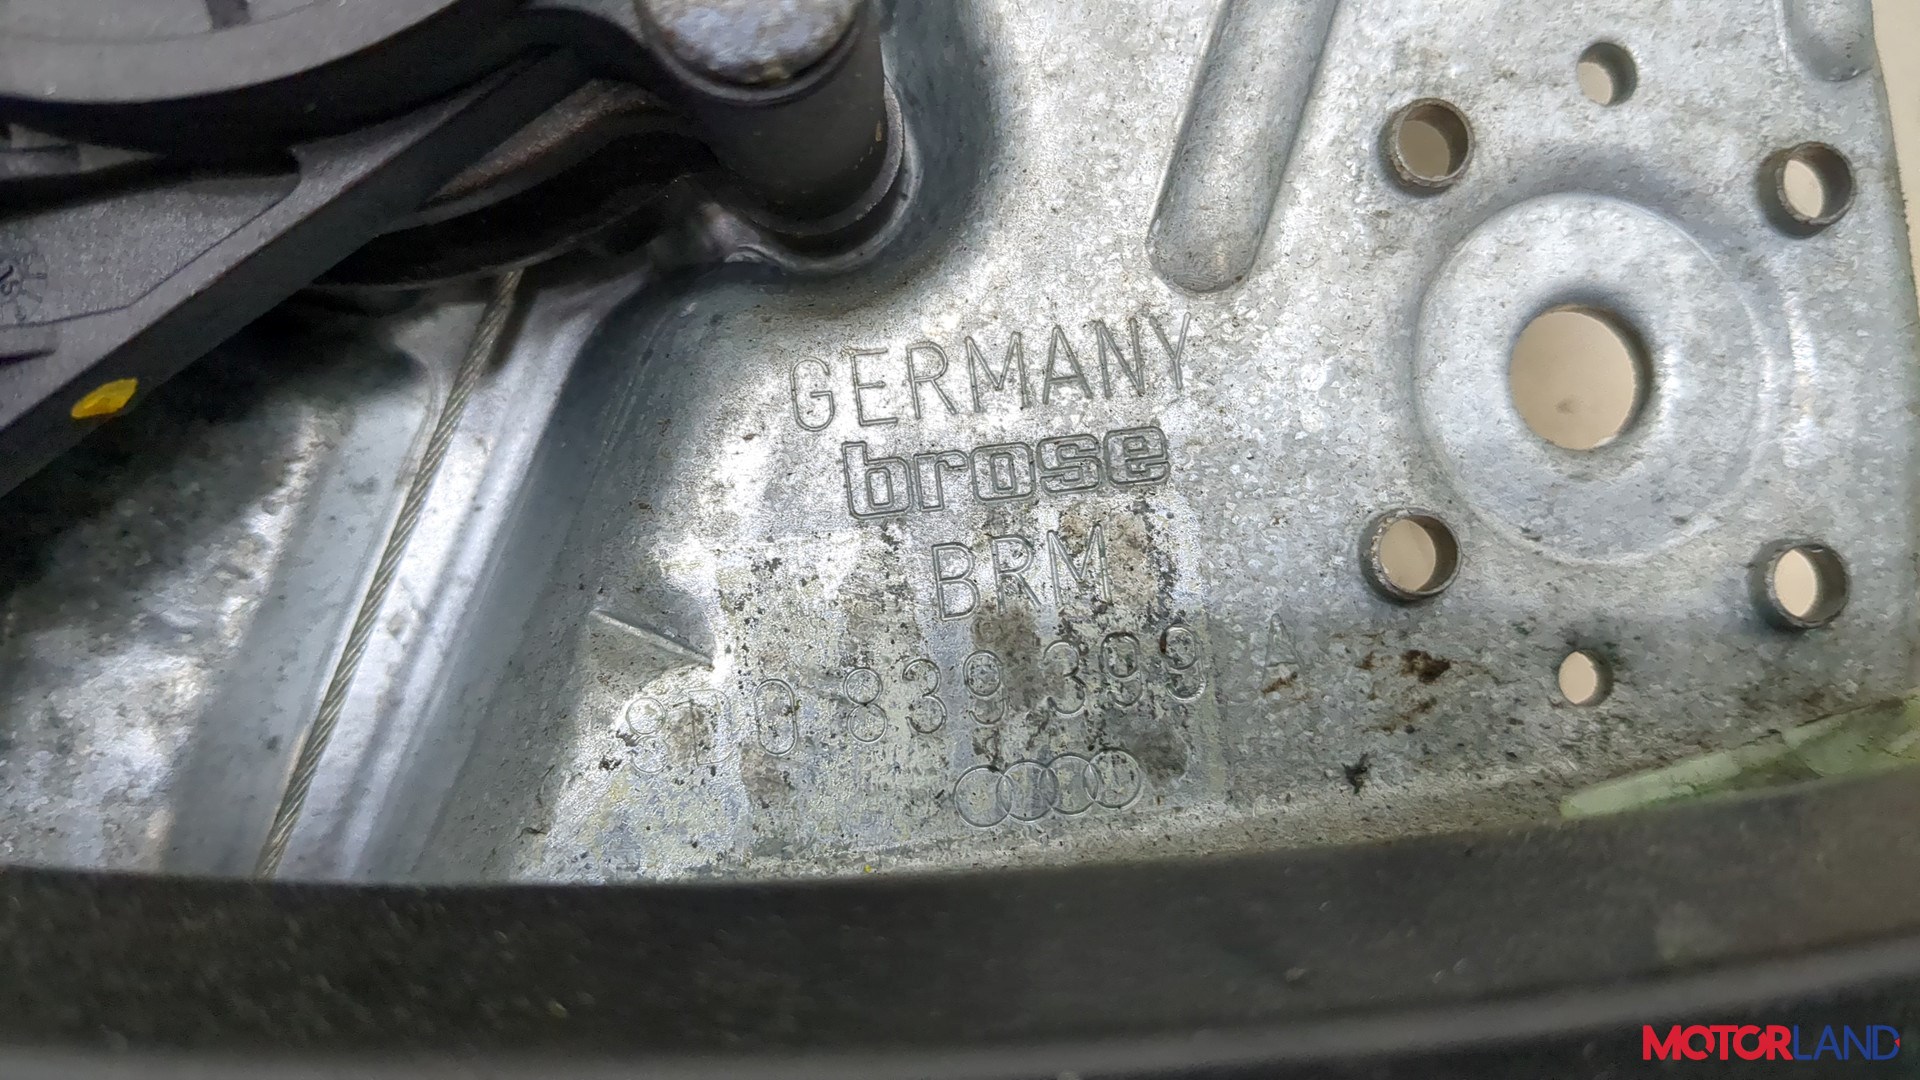 GERMANY
brose
BRM
8D0 839 399 A
MOTORLAND